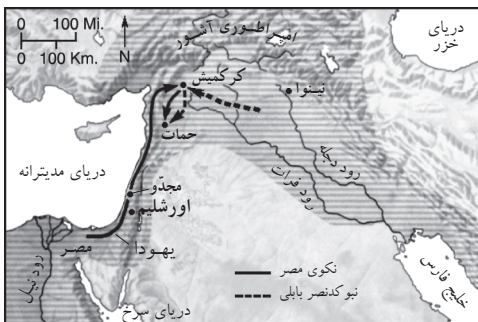 0 100 Mi.
0 100 Km.
N
امپراطوری آشور
دریای
خزر
کرکمیش
نینوا
حمات
دریای مدیترانه
رود دجله
رود فرات
مجدّو
اورشلیم
مصر
یهودا
رود نیل
دریای سرخ
خلیج فارس
نکوی مصر
نبوکدنصر بابلی